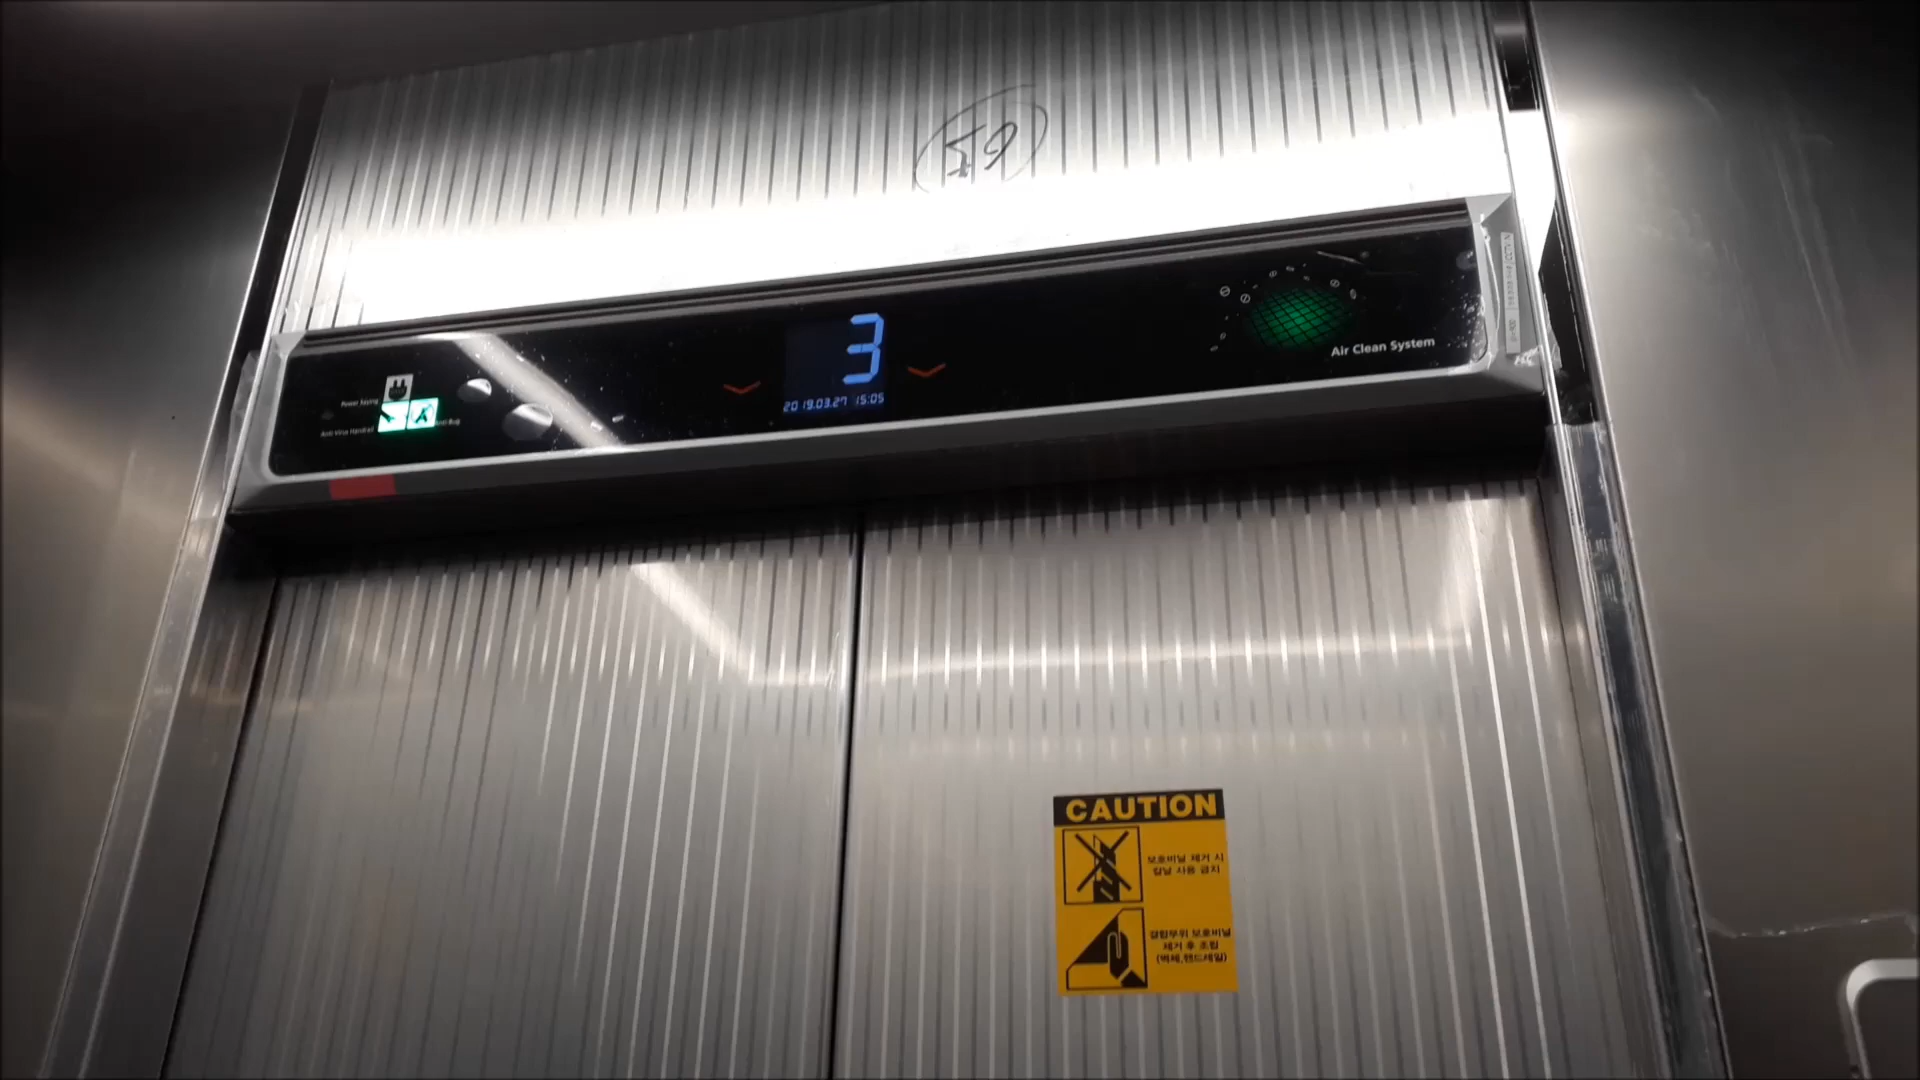 3
2019.03.27 15:05
Power Saving
Anti Virus Handrail
Anti Bug
Air Clean System
CAUTION
보호비닐 제거 시
칼날 사용 금지
결합부위 보호비닐
제거 후 조립
(벽체,핸드레일)